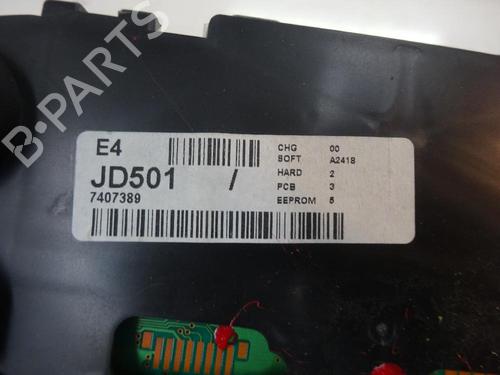 B-PARTS
E4
JD501 /
7407389
CHG 00
SOFT A2418
HARD 2
PCB 3
EEPROM 5